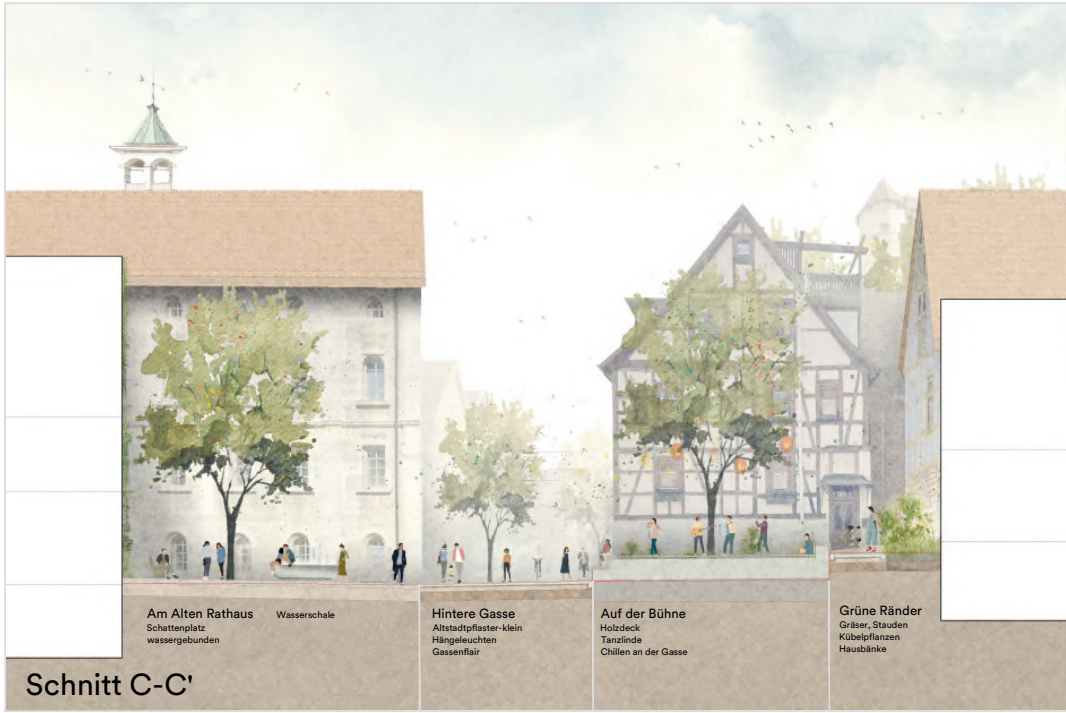 Am Alten Rathaus
Schattenplatz
wassergebunden
Wasserschale
Hintere Gasse
Altstadtpflaster-klein
Hängeleuchten
Gassenflair
Auf der Bühne
Holzdeck
Tanzlinde
Chillen an der Gasse
Grüne Ränder
Gräser, Stauden
Kübelpflanzen
Hausbänke
Schnitt C-C'